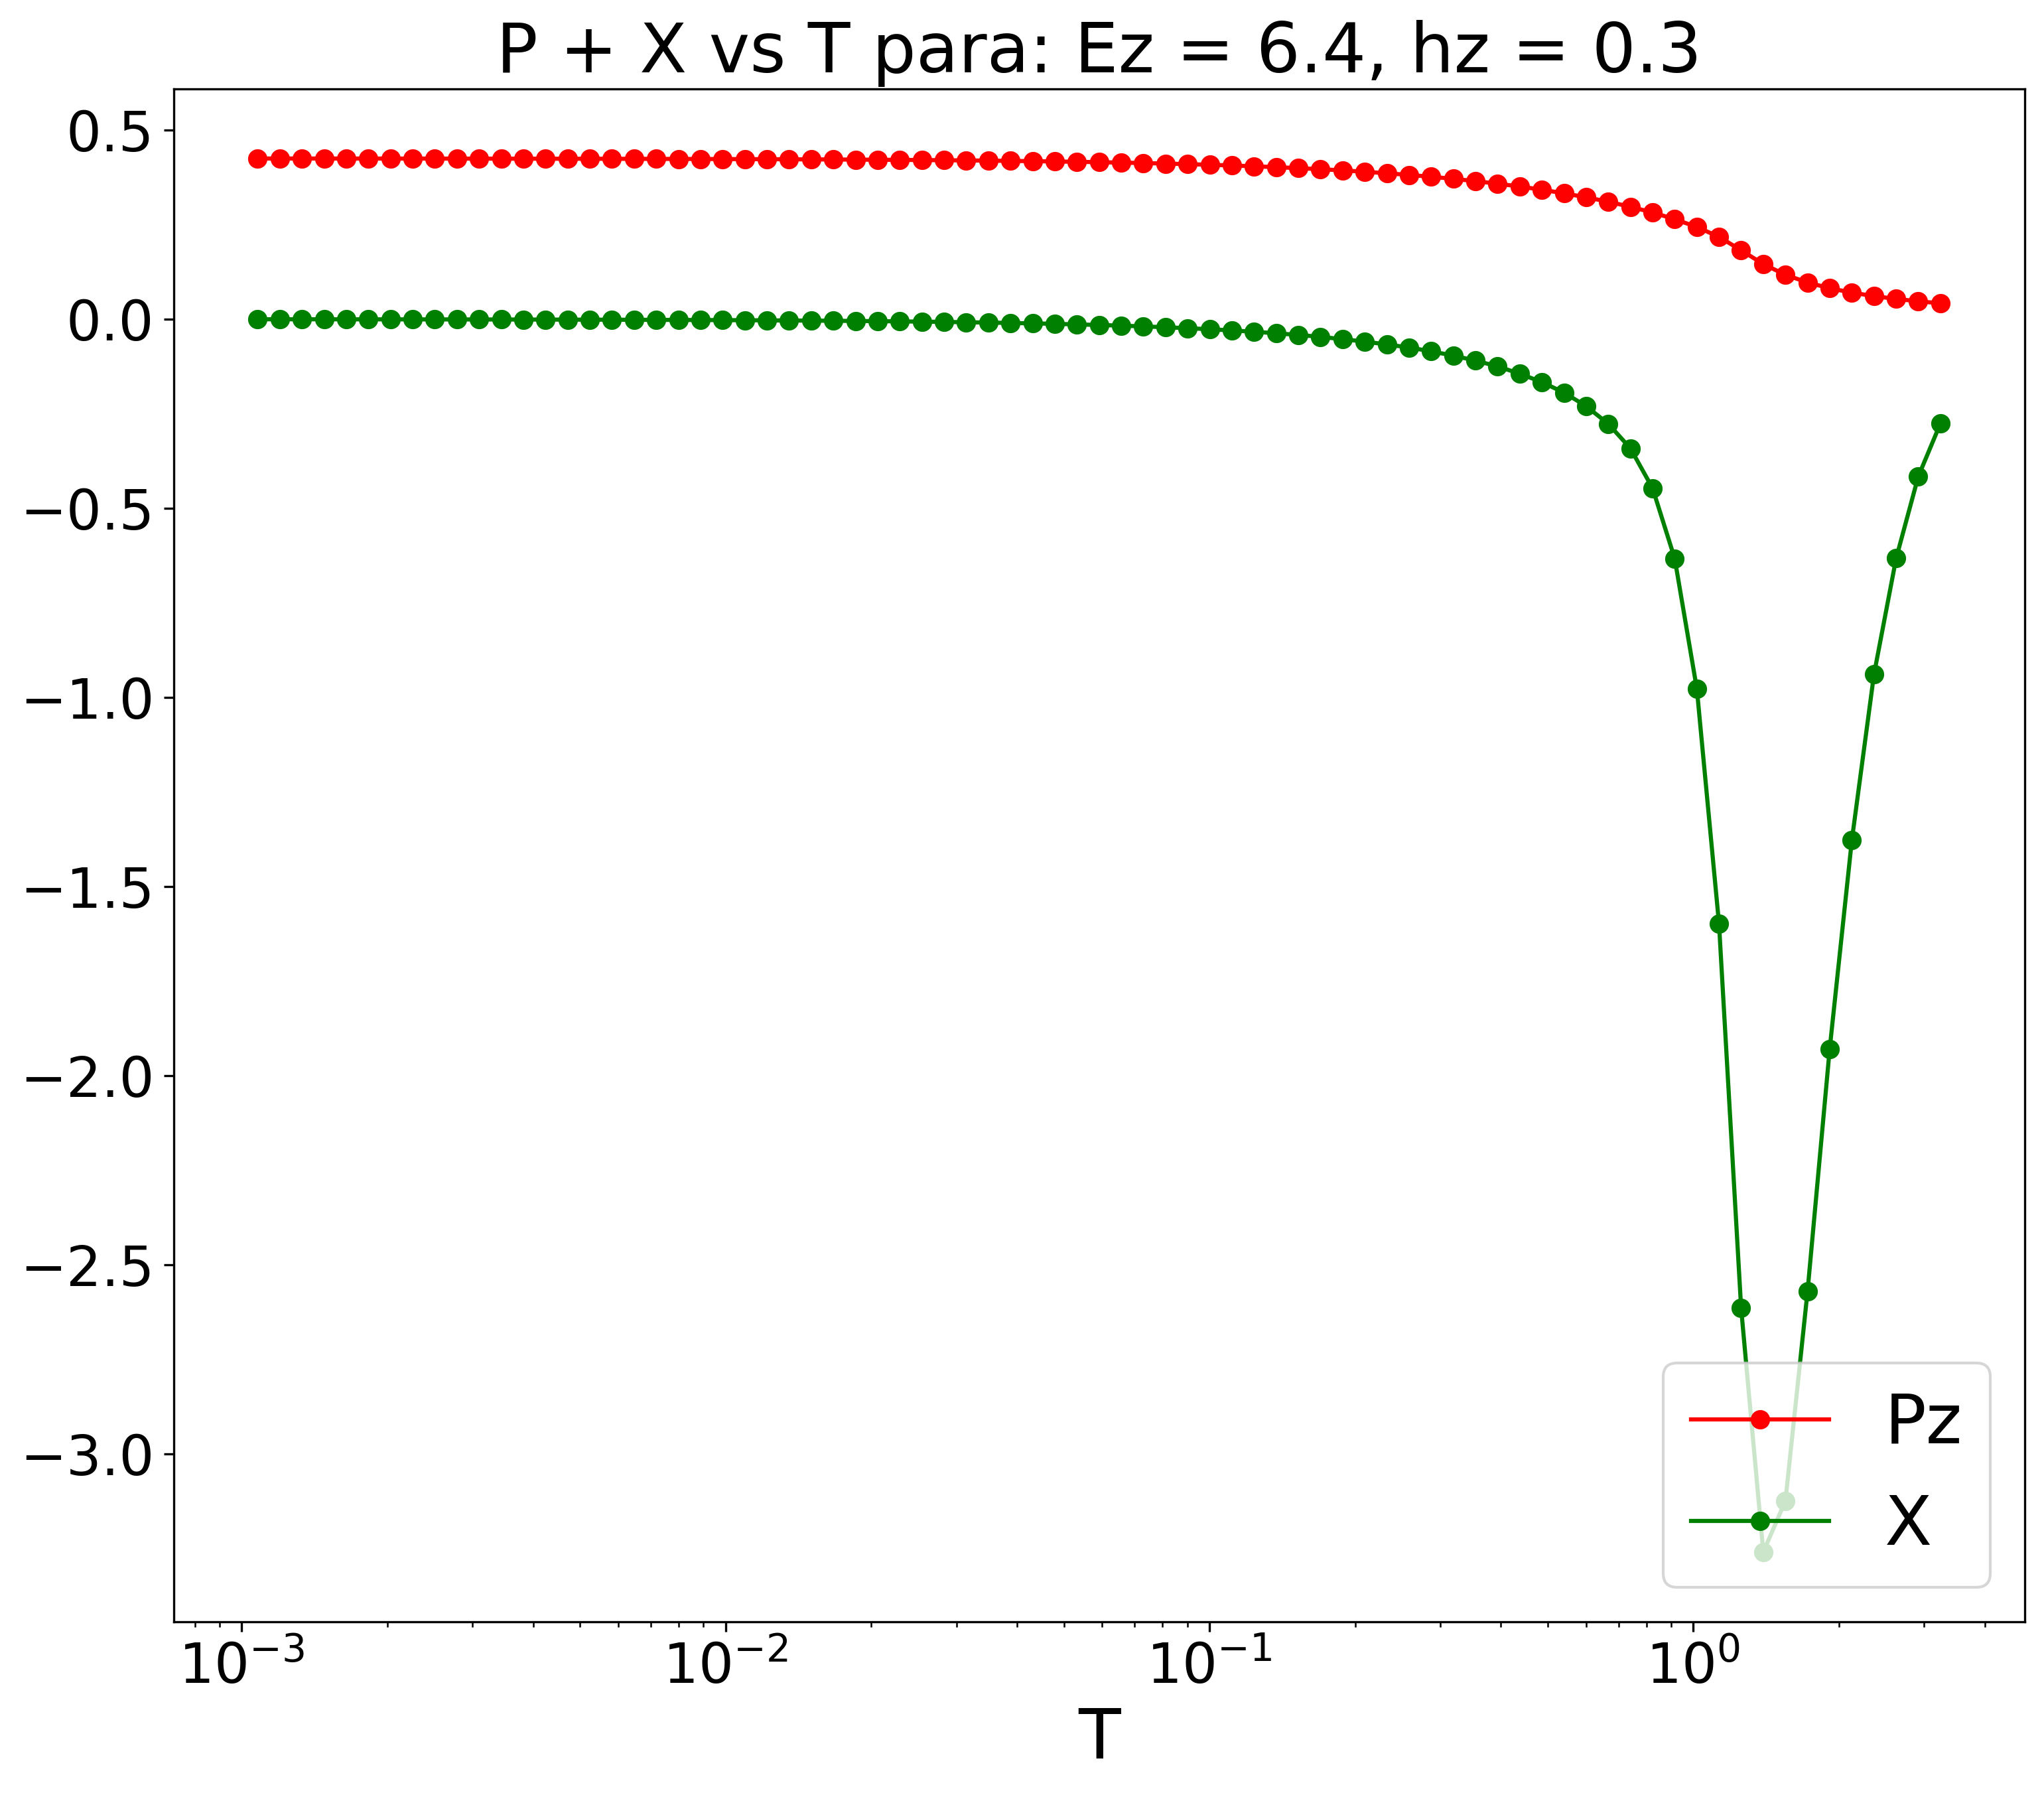 P + X vs T para: Ez = 6.4, hz = 0.3
0.5
0.0
−0.5
−1.0
−1.5
−2.0
−2.5
−3.0
Pz
X
10⁻³ 10⁻² 10⁻¹ 10⁰
T